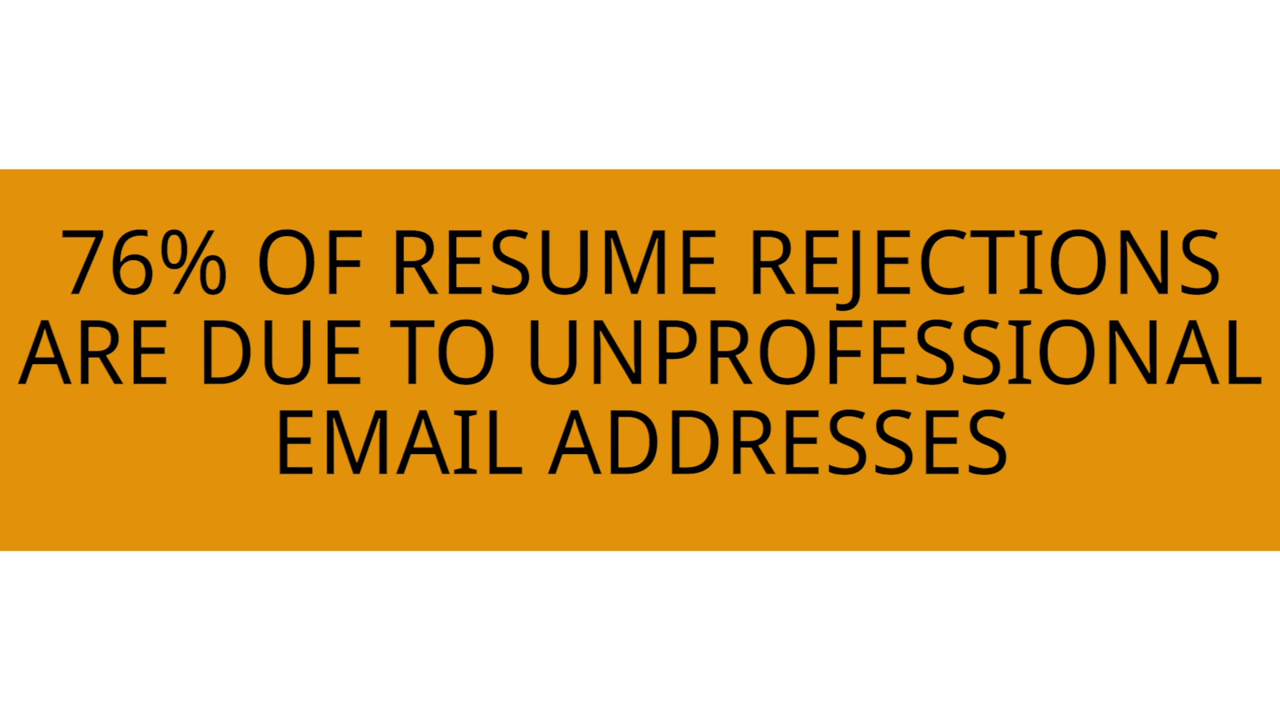 76% OF RESUME REJECTIONS
ARE DUE TO UNPROFESSIONAL
EMAIL ADDRESSES